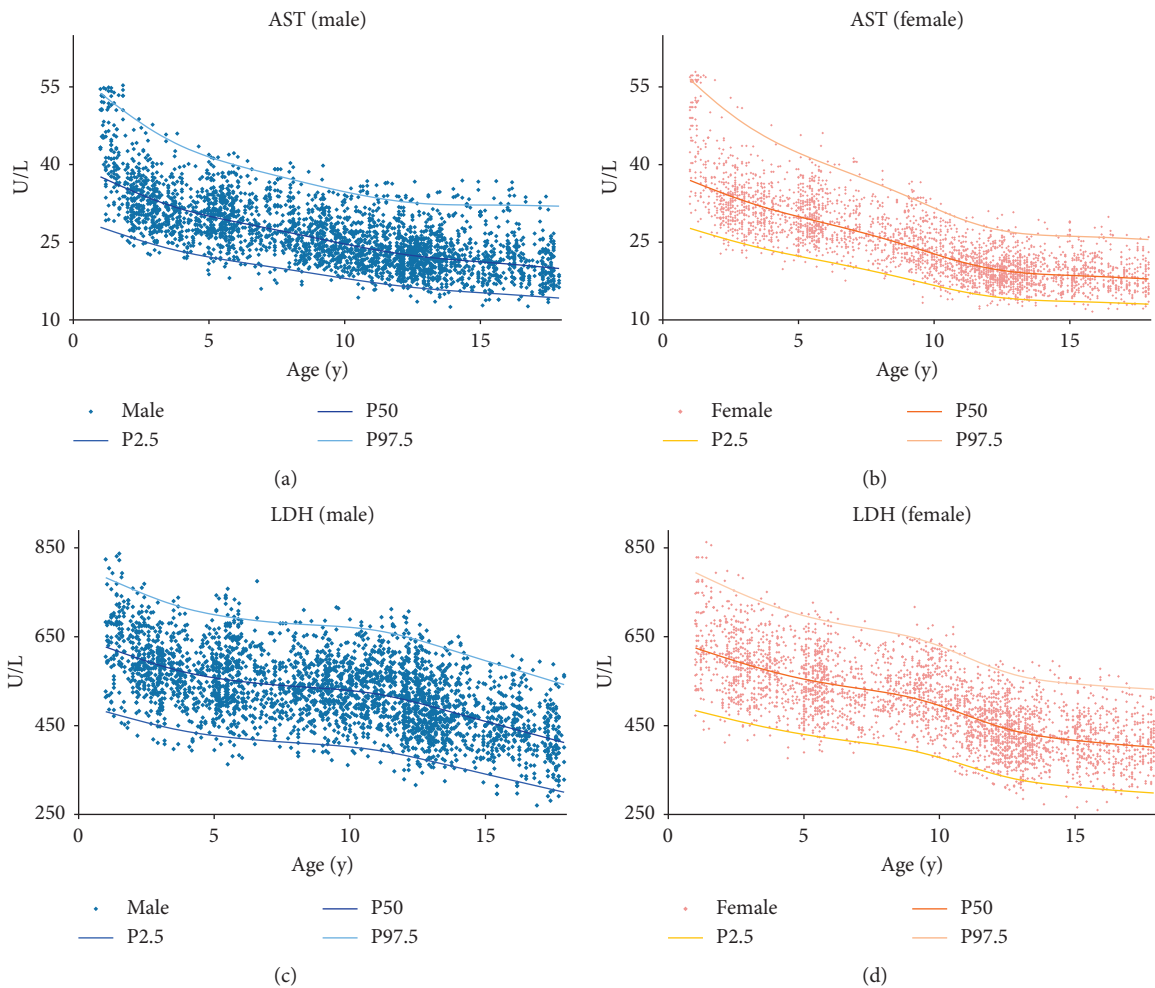 AST (male)
55
40
25
10
U/L
0 5 10 15
Age (y)
Male P50
P2.5 P97.5
(a)
AST (female)
55
40
25
10
U/L
0 5 10 15
Age (y)
Female P50
P2.5 P97.5
(b)
LDH (male)
850
650
450
250
U/L
0 5 10 15
Age (y)
Male P50
P2.5 P97.5
(c)
LDH (female)
850
650
450
250
U/L
0 5 10 15
Age (y)
Female P50
P2.5 P97.5
(d)